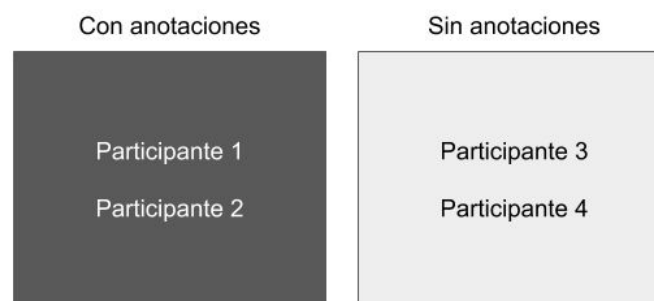 Con anotaciones
Sin anotaciones
Participante 1
Participante 2
Participante 3
Participante 4